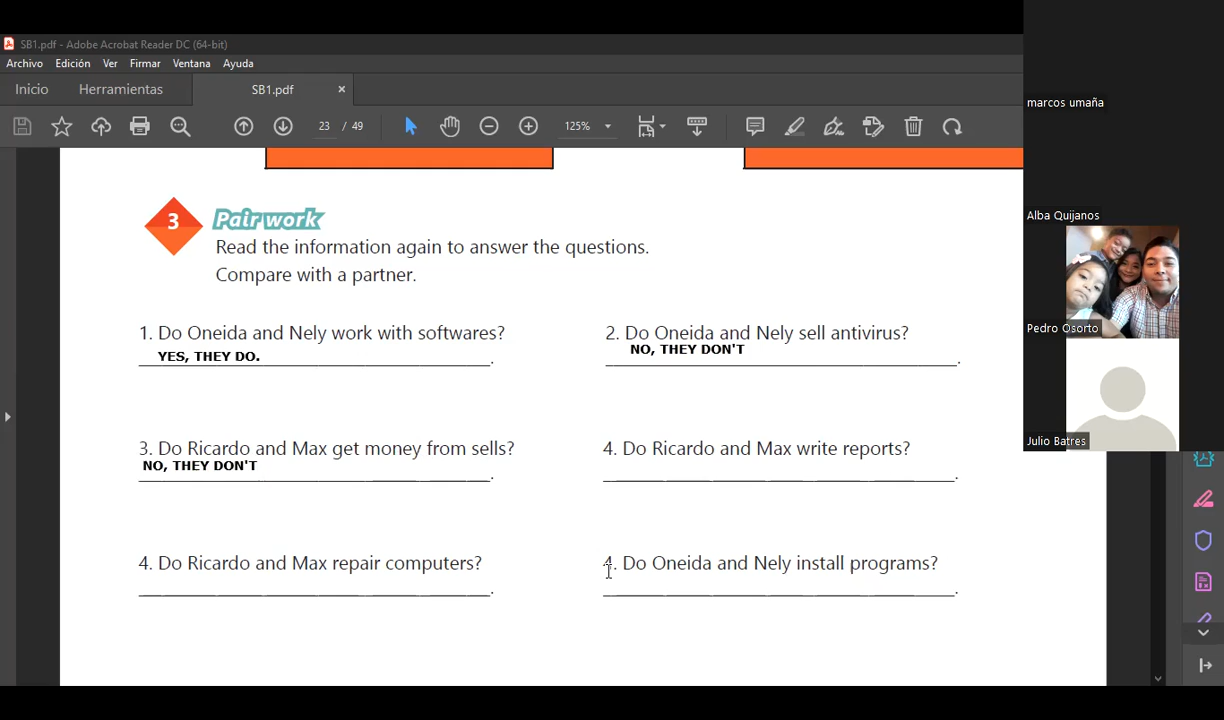 SB1.pdf - Adobe Acrobat Reader DC (64-bit)
Archivo Edición Ver Firmar Ventana Ayuda
Inicio Herramientas SB1.pdf ×
23 / 49 125%
3 Pair work
Read the information again to answer the questions.
Compare with a partner.
1. Do Oneida and Nely work with softwares?
YES, THEY DO.
2. Do Oneida and Nely sell antivirus?
NO, THEY DON'T
3. Do Ricardo and Max get money from sells?
NO, THEY DON'T
4. Do Ricardo and Max write reports?
4. Do Ricardo and Max repair computers?
4. Do Oneida and Nely install programs?
marcos umaña
Alba Quijanos
Pedro Osorto
Julio Batres